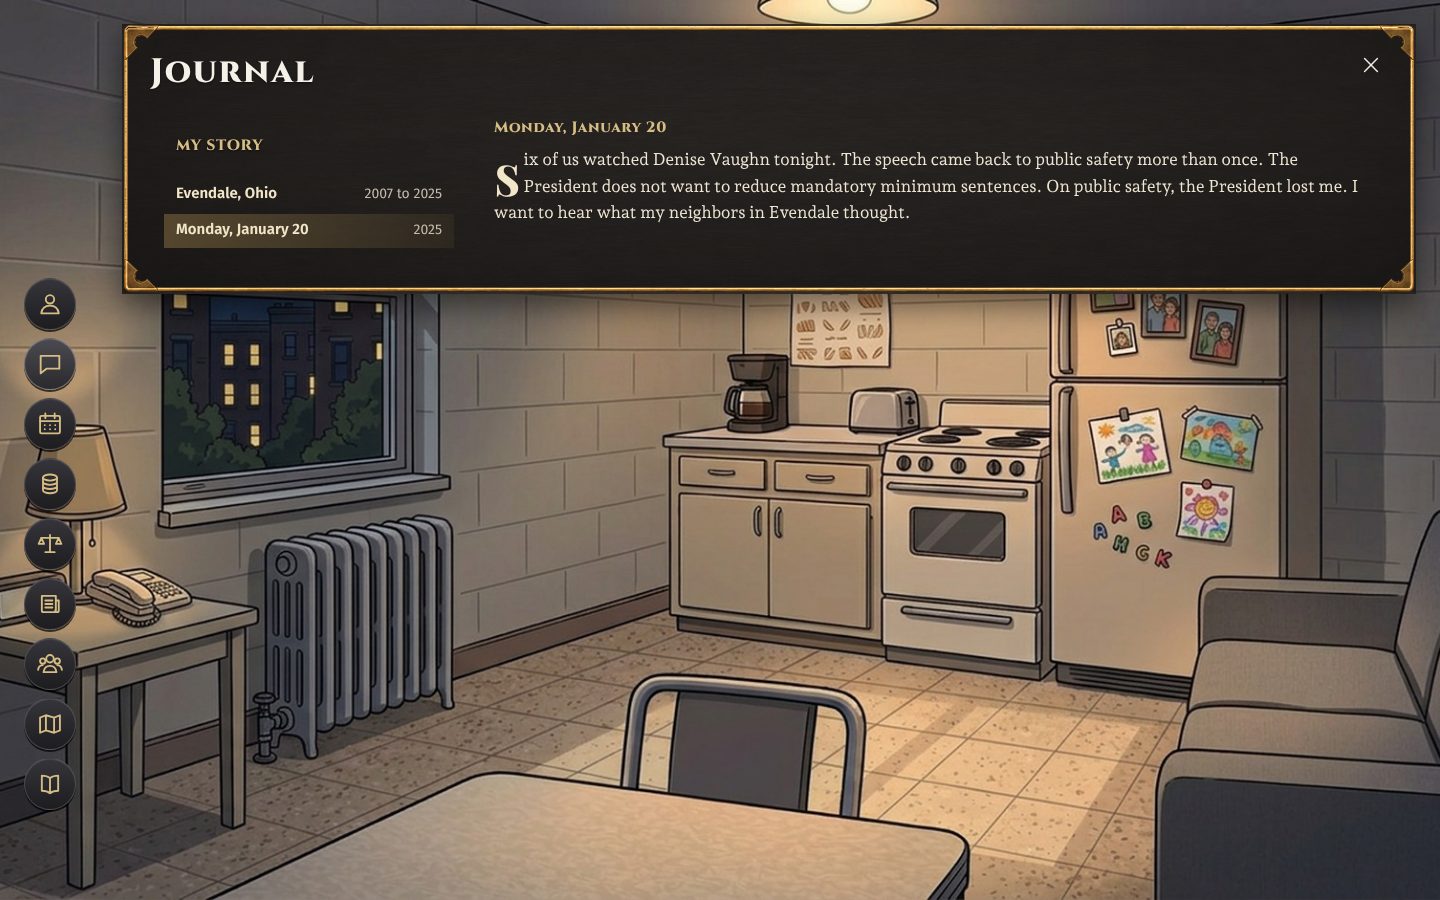 Journal
MY STORY
Evendale, Ohio 2007 to 2025
Monday, January 20 2025
Monday, January 20
Six of us watched Denise Vaughn tonight. The speech came back to public safety more than once. The
President does not want to reduce mandatory minimum sentences. On public safety, the President lost me. I
want to hear what my neighbors in Evendale thought.
A B
A H G K